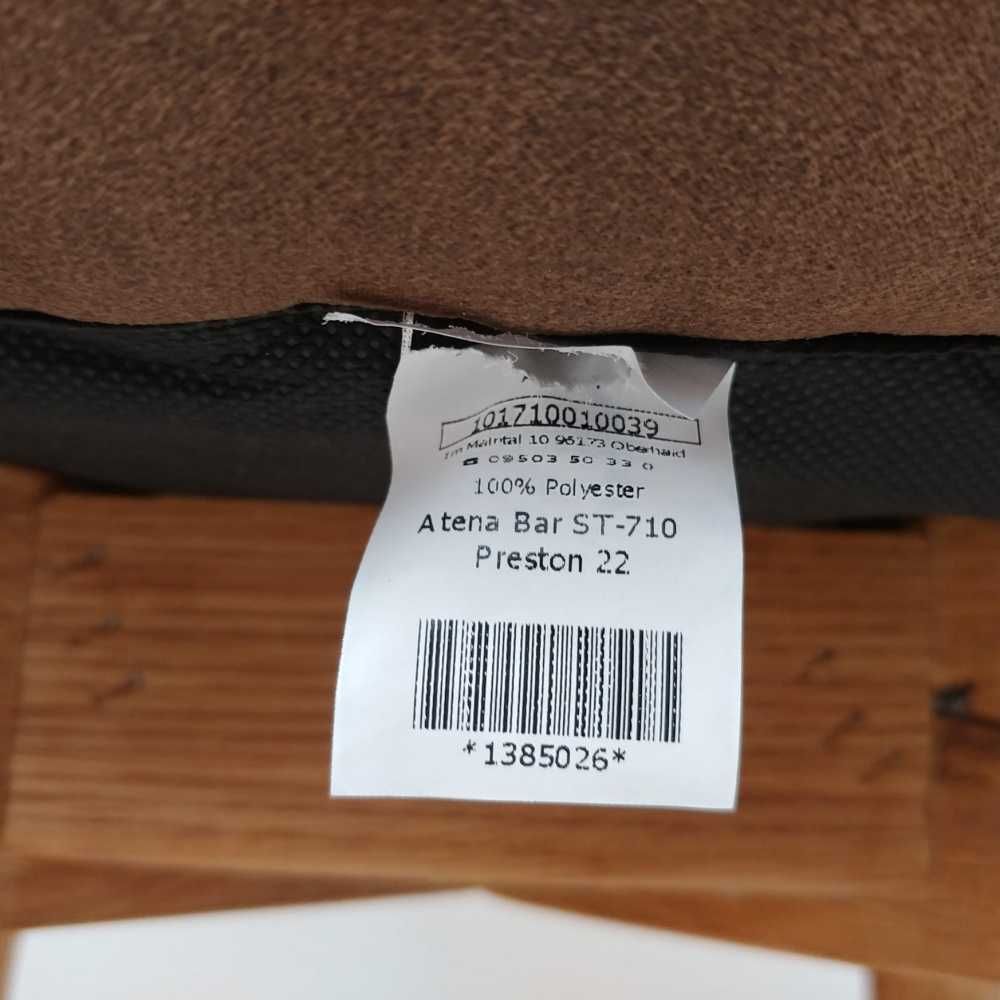 101710010039
Im Maintal 10 96173 Oberhaid
☎ 09503 50 33 0
100% Polyester
Atena Bar ST-710
Preston 22
*1385026*